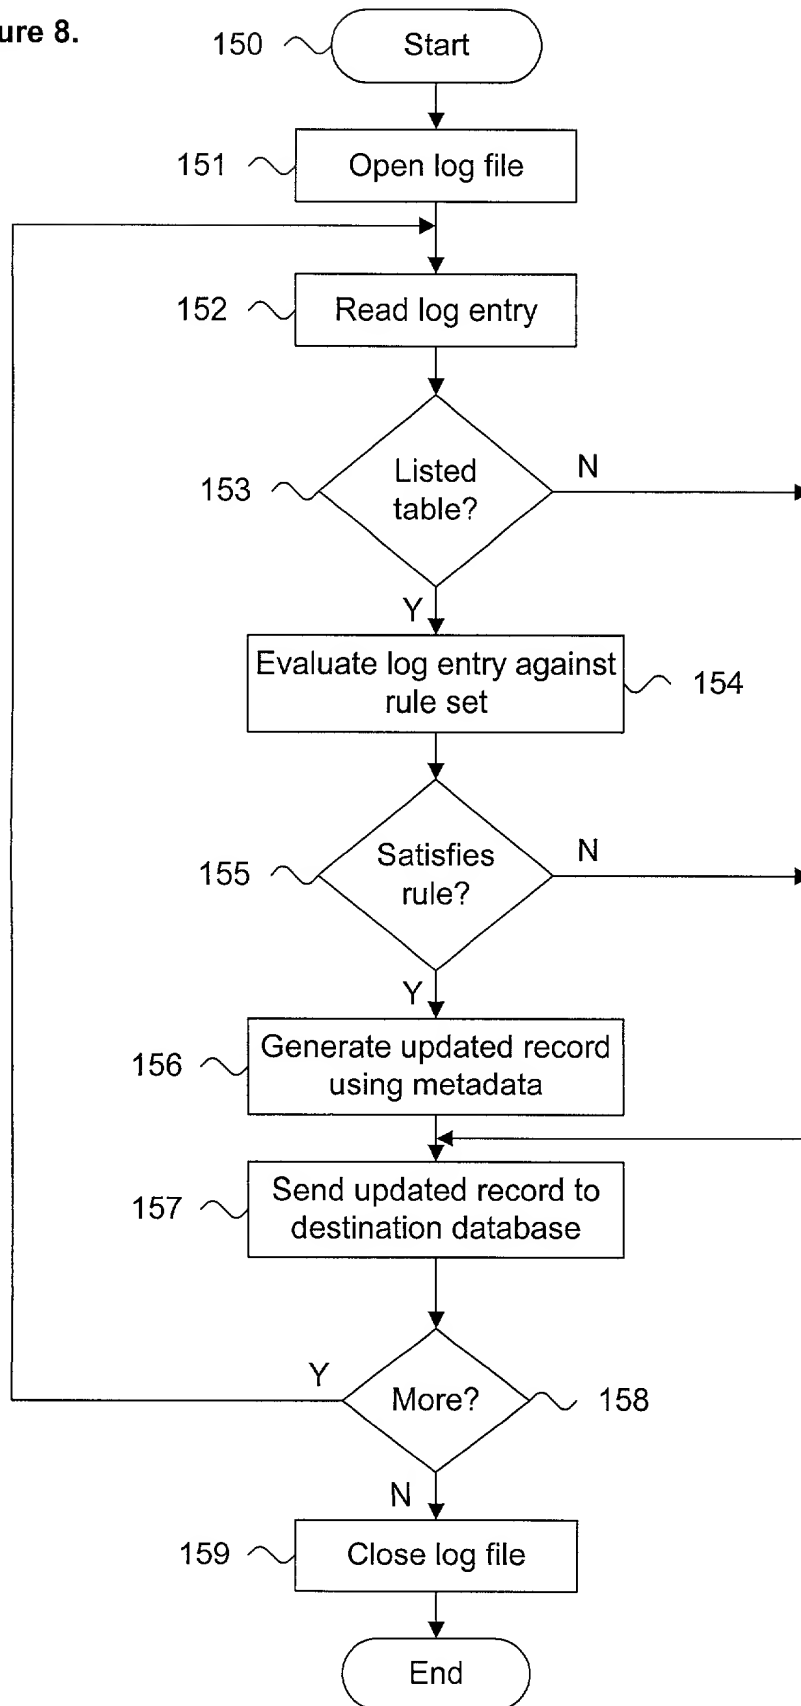 ure 8.
150
Start
151
Open log file
152
Read log entry
153
Listed
table?
N
Y
Evaluate log entry against
rule set
154
155
Satisfies
rule?
N
Y
156
Generate updated record
using metadata
157
Send updated record to
destination database
Y
More?
158
N
159
Close log file
End